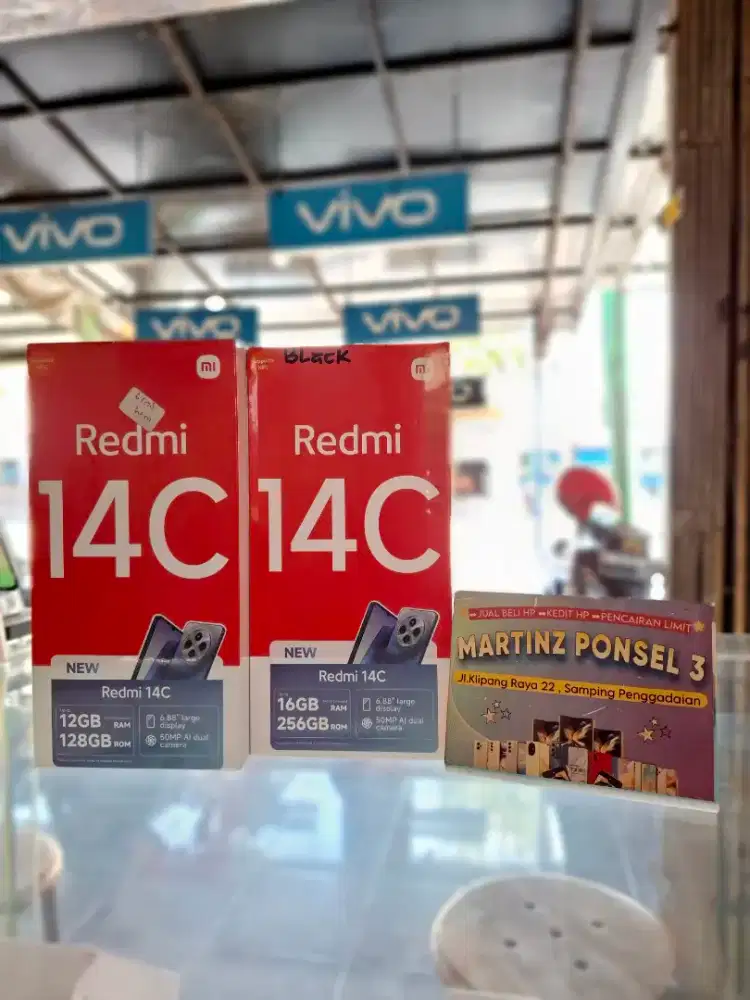 vivo
vivo
vivo
vivo
mi
Redmi
14C
NEW
Redmi 14C
12GB RAM
128GB ROM
6.88" large
display
50MP AI dual
camera
BLacK
mi
Redmi
14C
NEW
Redmi 14C
16GB RAM
256GB ROM
6.88" large
display
50MP AI dual
camera
JUAL BELI HP KEDIT HP PENCAIRAN LIMIT
MARTINZ PONSEL 3
Jl.Klipang Raya 22 , Samping Penggadaian